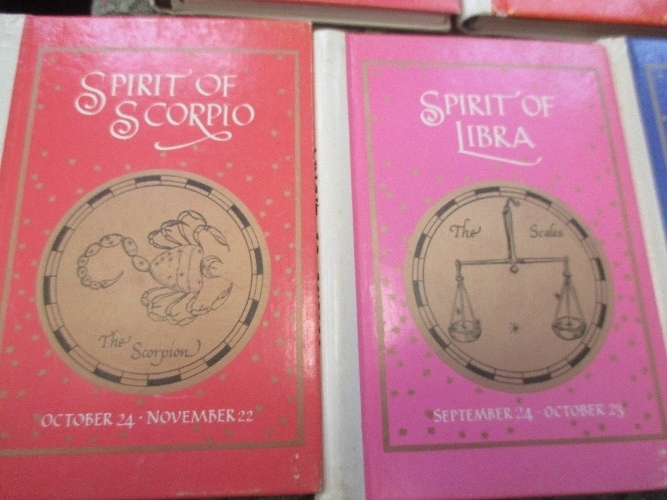 SPIRIT OF
SCORPIO
The Scorpion
OCTOBER 24 · NOVEMBER 22
SPIRIT OF
LIBRA
The Scales
SEPTEMBER 24 · OCTOBER 23